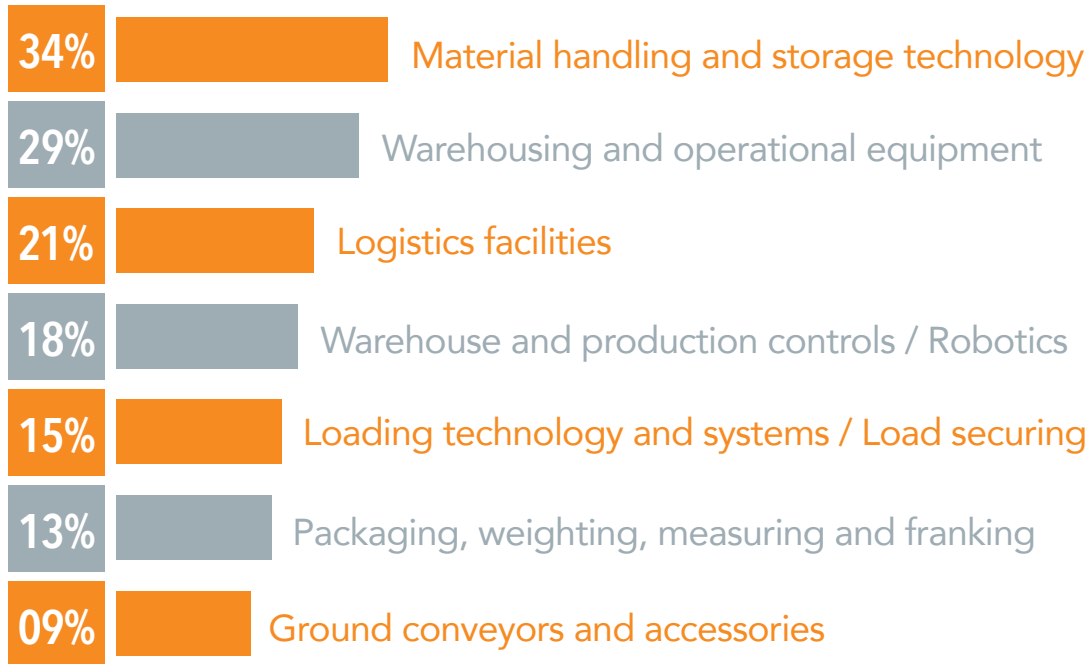 34% Material handling and storage technology
29% Warehousing and operational equipment
21% Logistics facilities
18% Warehouse and production controls / Robotics
15% Loading technology and systems / Load securing
13% Packaging, weighting, measuring and franking
09% Ground conveyors and accessories